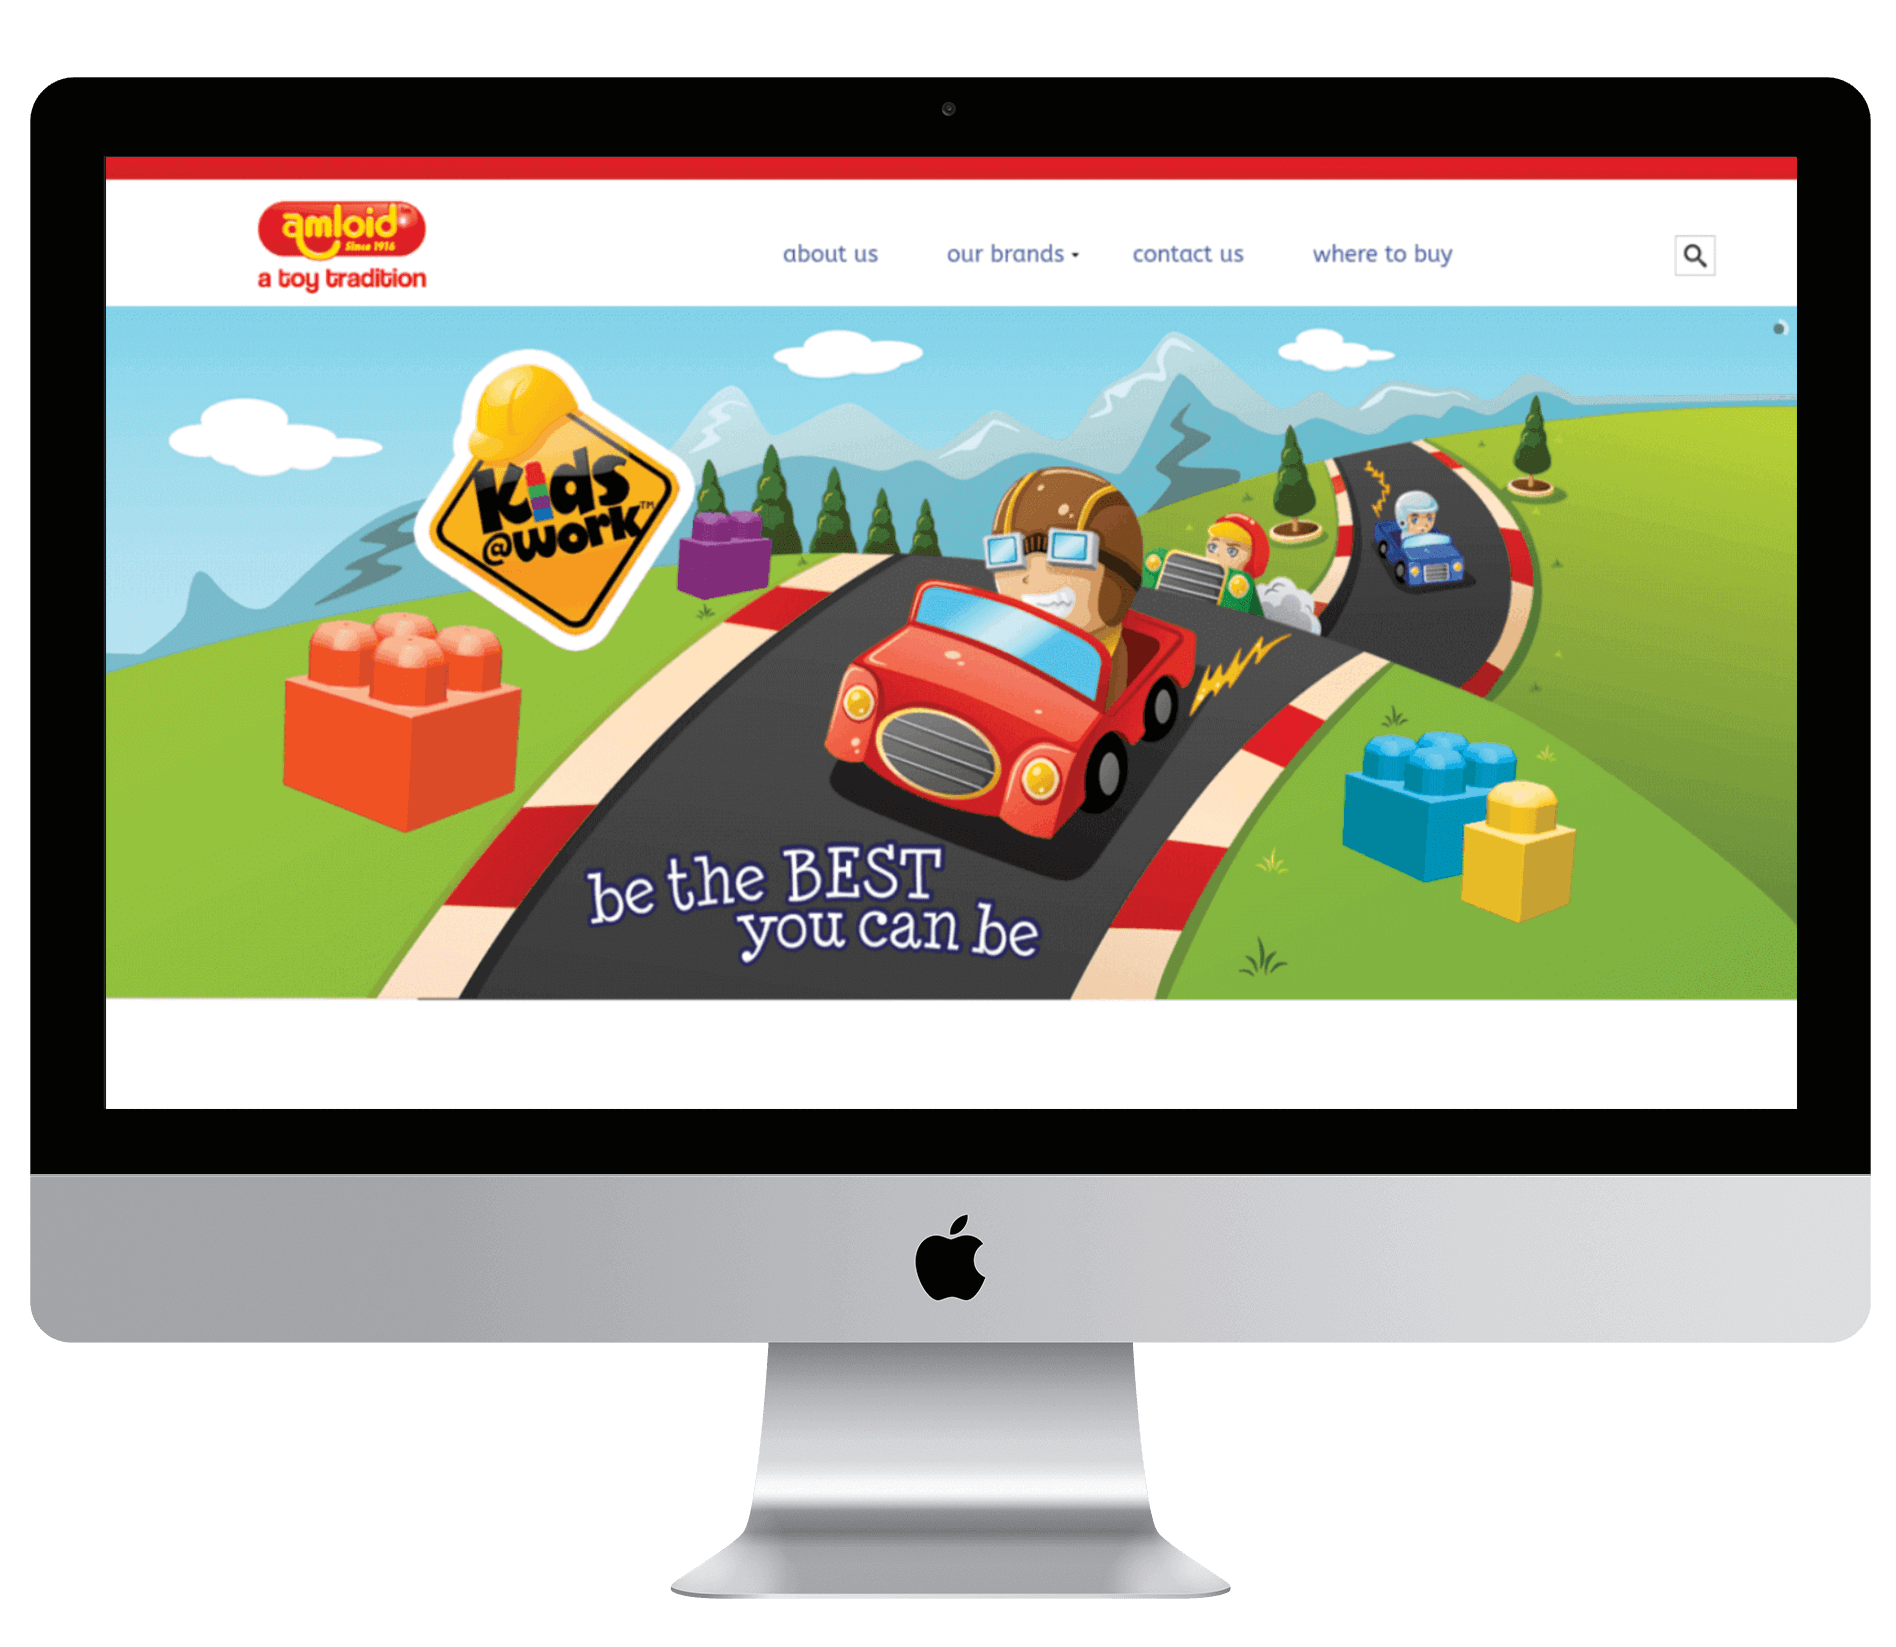 amloid
Since 1916
a toy tradition
about us
our brands
contact us
where to buy
kids
@work™
be the BEST
you can be